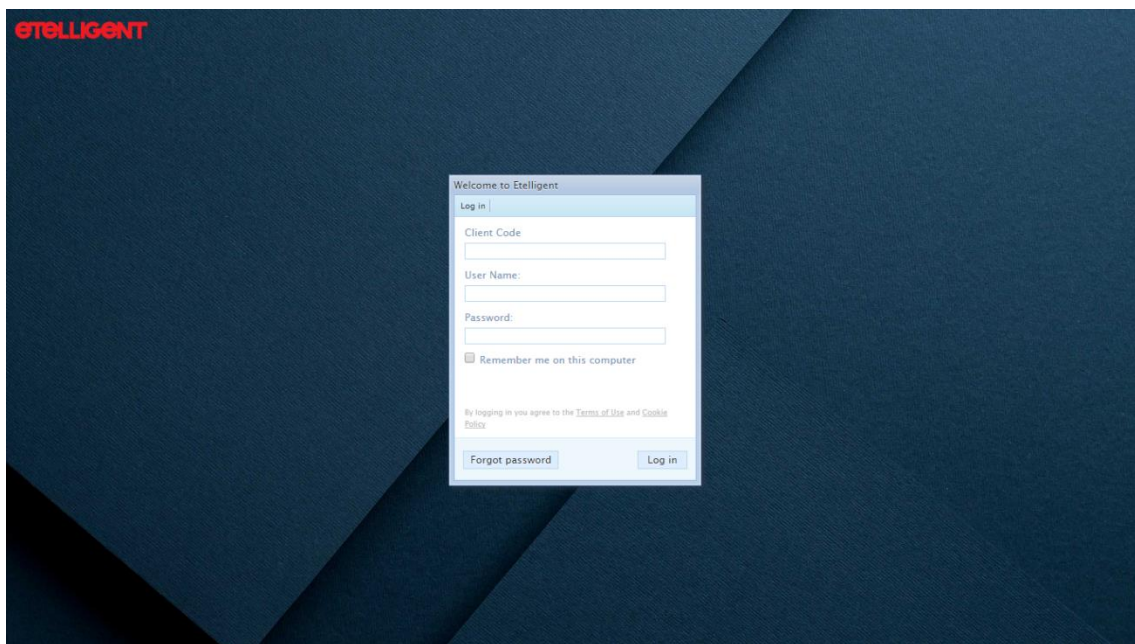 eTeLLIGeNT
Welcome to Etelligent
Log in
Client Code
User Name:
Password:
Remember me on this computer
By logging in you agree to the Terms of Use and Cookie
Policy
Forgot password
Log in